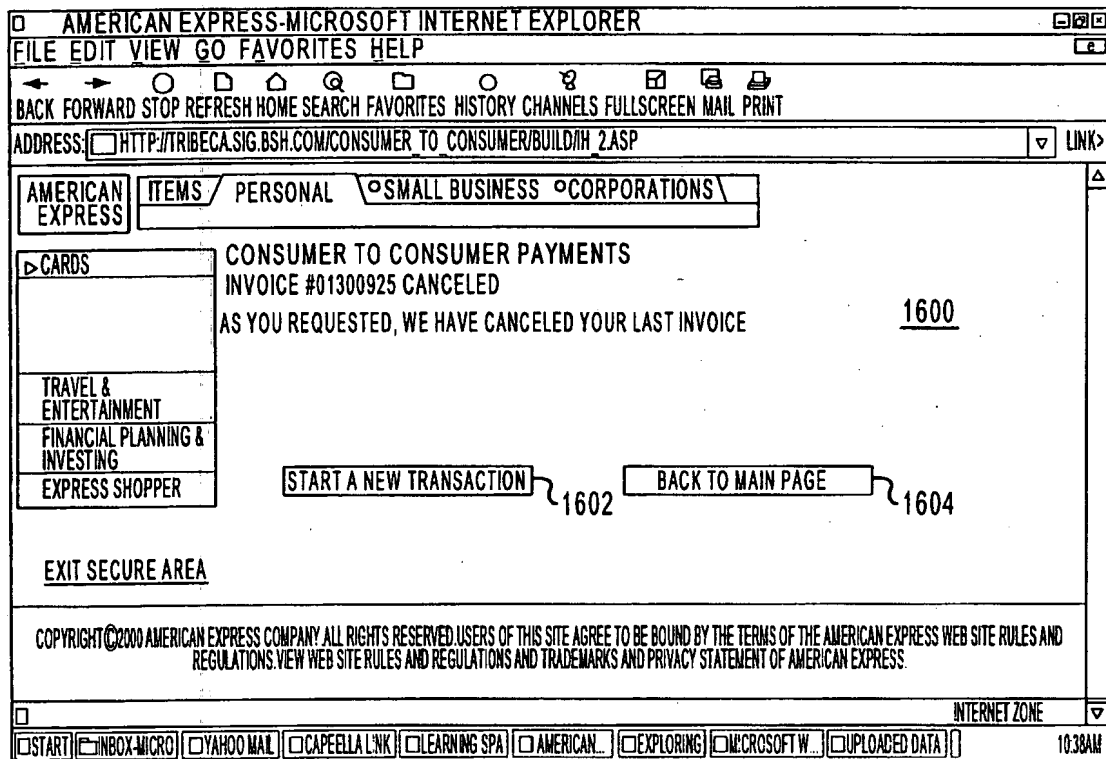 AMERICAN EXPRESS-MICROSOFT INTERNET EXPLORER
FILE EDIT VIEW GO FAVORITES HELP
e
BACK FORWARD STOP REFRESH HOME SEARCH FAVORITES HISTORY CHANNELS FULLSCREEN MAIL PRINT
ADDRESS: HTTP://TRIBECA.SIG.BSH.COM/CONSUMER_TO_CONSUMER/BUILD/IH_2.ASP LINK>
AMERICAN EXPRESS
ITEMS PERSONAL SMALL BUSINESS CORPORATIONS
CARDS
TRAVEL &
ENTERTAINMENT
FINANCIAL PLANNING &
INVESTING
EXPRESS SHOPPER
CONSUMER TO CONSUMER PAYMENTS
INVOICE #01300925 CANCELED
AS YOU REQUESTED, WE HAVE CANCELED YOUR LAST INVOICE
1600
START A NEW TRANSACTION 1602
BACK TO MAIN PAGE 1604
EXIT SECURE AREA
COPYRIGHT©2000 AMERICAN EXPRESS COMPANY. ALL RIGHTS RESERVED.USERS OF THIS SITE AGREE TO BE BOUND BY THE TERMS OF THE AMERICAN EXPRESS WEB SITE RULES AND
REGULATIONS.VIEW WEB SITE RULES AND REGULATIONS AND TRADEMARKS AND PRIVACY STATEMENT OF AMERICAN EXPRESS.
INTERNET ZONE
START INBOX-MICRO YAHOO MAIL CAPEELLA LINK LEARNING SPA AMERICAN... EXPLORING MICROSOFT W... UPLOADED DATA 10:38AM